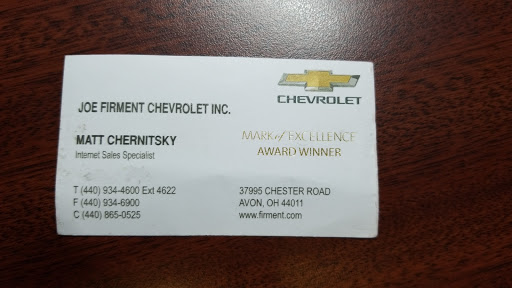 CHEVROLET
JOE FIRMENT CHEVROLET INC.
MATT CHERNITSKY
Internet Sales Specialist
MARK of EXCELLENCE
AWARD WINNER
T (440) 934-4600 Ext 4622
F (440) 934-6900
C (440) 865-0525
37995 CHESTER ROAD
AVON, OH 44011
www.firment.com